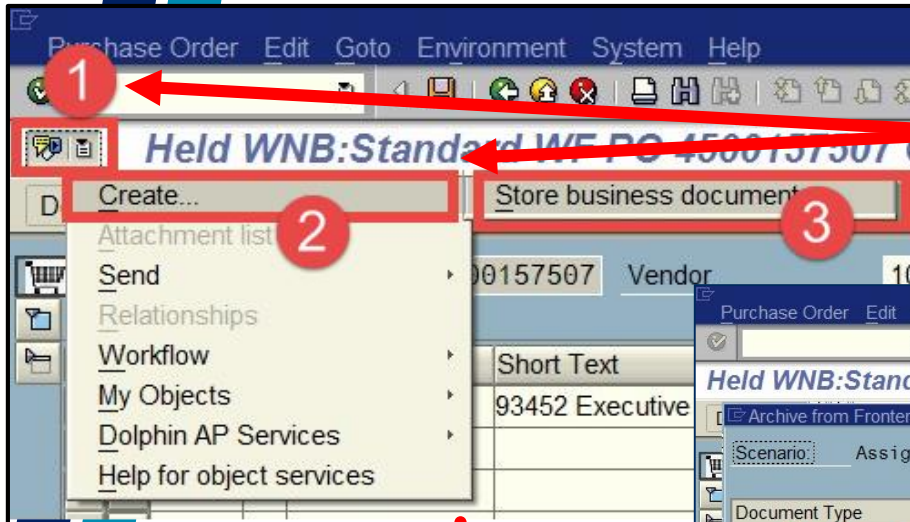 Purchase Order Edit Goto Environment System Help
1
Held WNB:Standard WF PO 4500157507
Create...
Store business document
2
3
Attachment list
Send
00157507 Vendor 10
Relationships
Purchase Order Edit
Workflow
Short Text
Held WNB:Stand
My Objects
93452 Executive
Archive from Fronten
Dolphin AP Services
Scenario: Assig
Help for object services
Document Type